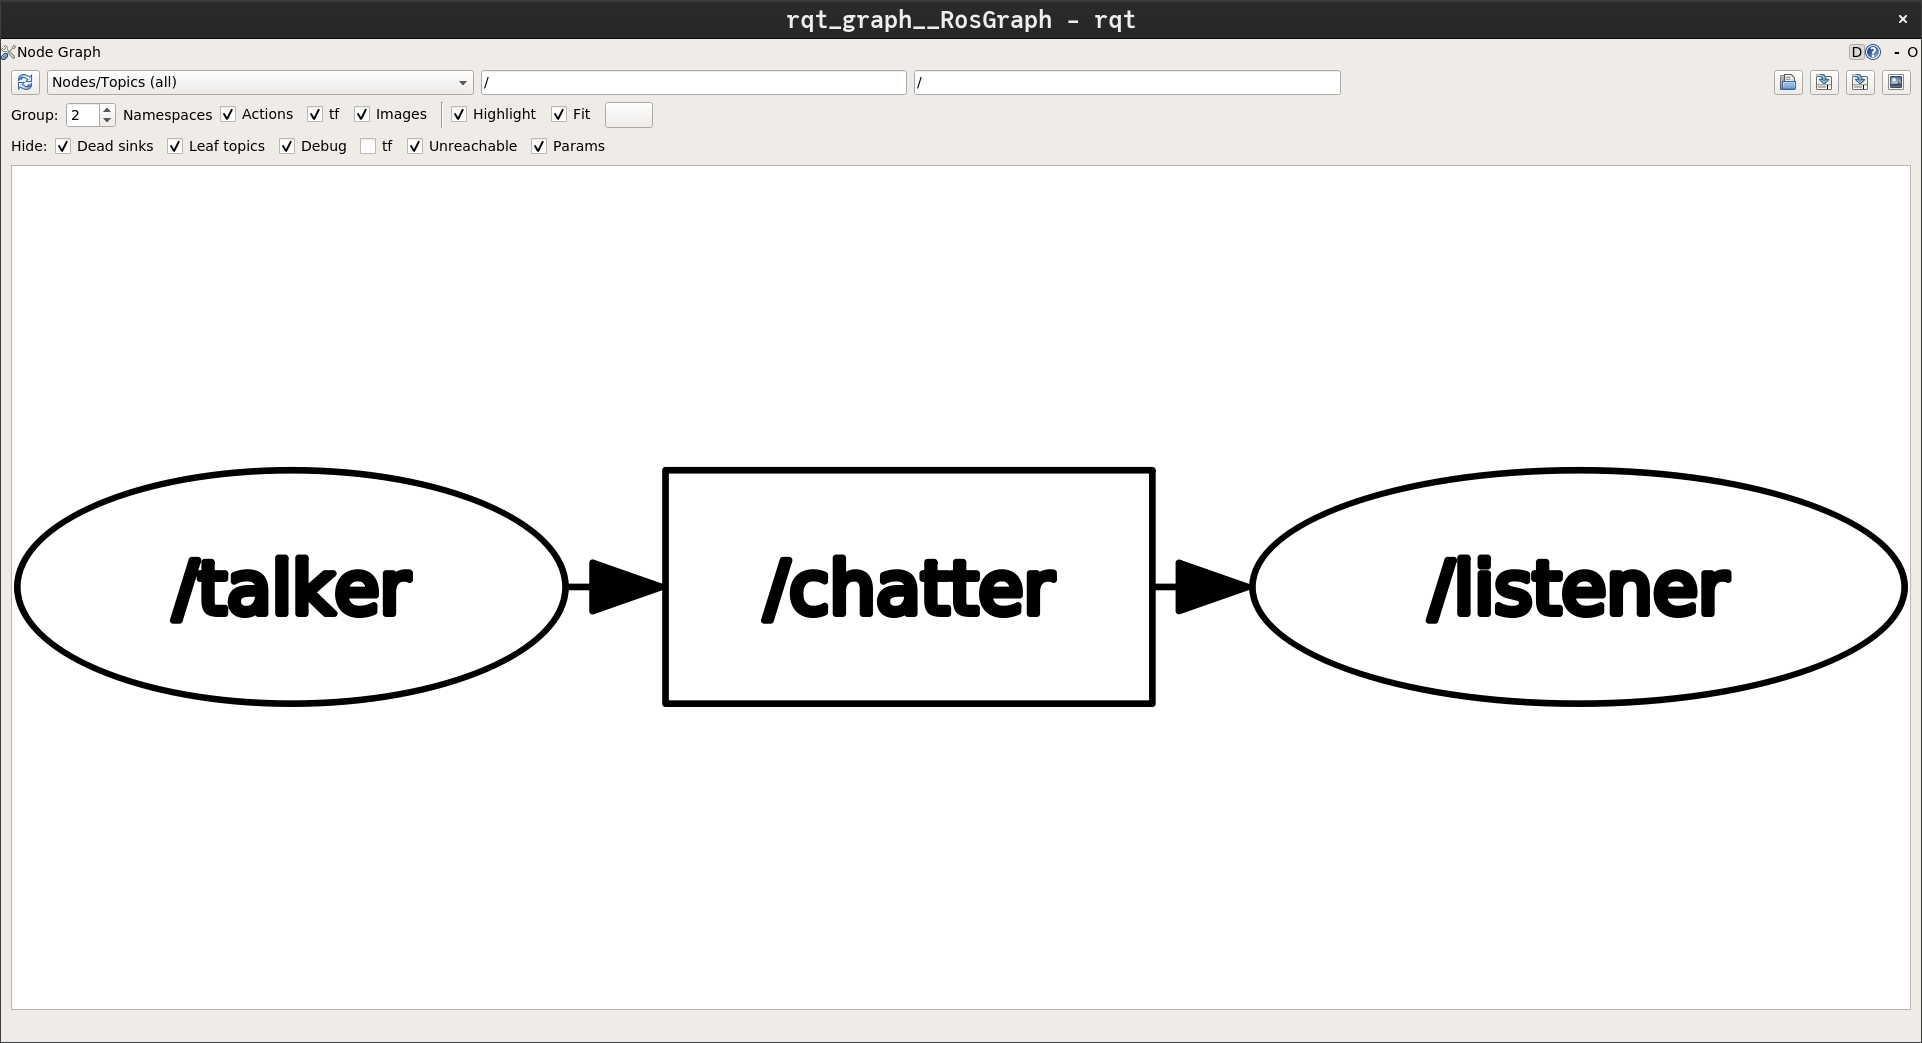 rqt_graph__RosGraph - rqt
Node Graph D - O
Nodes/Topics (all) / /
Group: 2 Namespaces Actions tf Images Highlight Fit
Hide: Dead sinks Leaf topics Debug tf Unreachable Params
/talker /chatter /listener